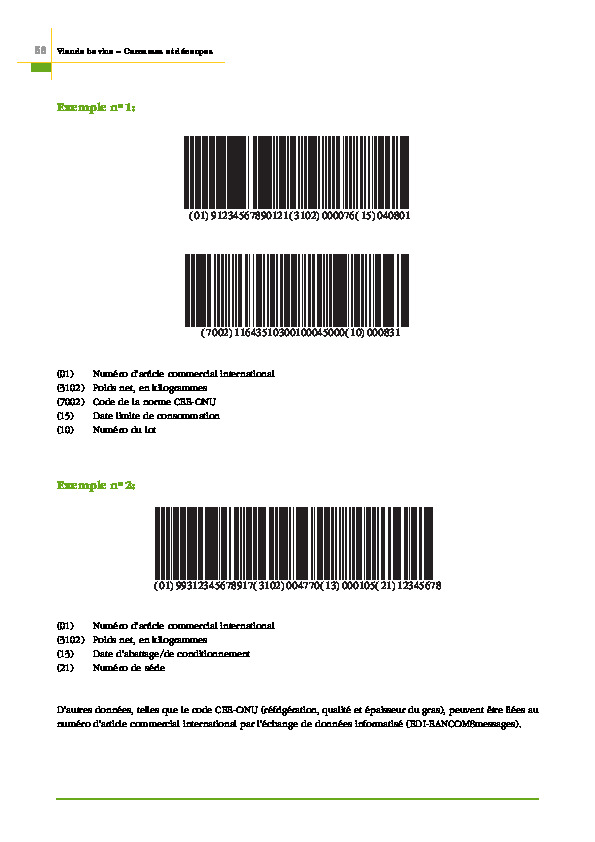 58 Viande bovine – Carcasses et découpes
Exemple n° 1:
(01) 91234567890121(3102) 000076(15) 040801
(7002) 11643510300100045000(10) 000831
(01) Numéro d'article commercial international
(3102) Poids net, en kilogrammes
(7002) Code de la norme CEE-ONU
(15) Date limite de consommation
(10) Numéro du lot
Exemple n° 2:
(01) 99312345678917(3102) 004770(13) 000105(21) 12345678
(01) Numéro d'article commercial international
(3102) Poids net, en kilogrammes
(13) Date d'abattage/de conditionnement
(21) Numéro de série
D'autres données, telles que le code CEE-ONU (réfrigération, qualité et épaisseur du gras), peuvent être liées au
numéro d'article commercial international par l'échange de données informatisé (EDI-EANCOM®messages).